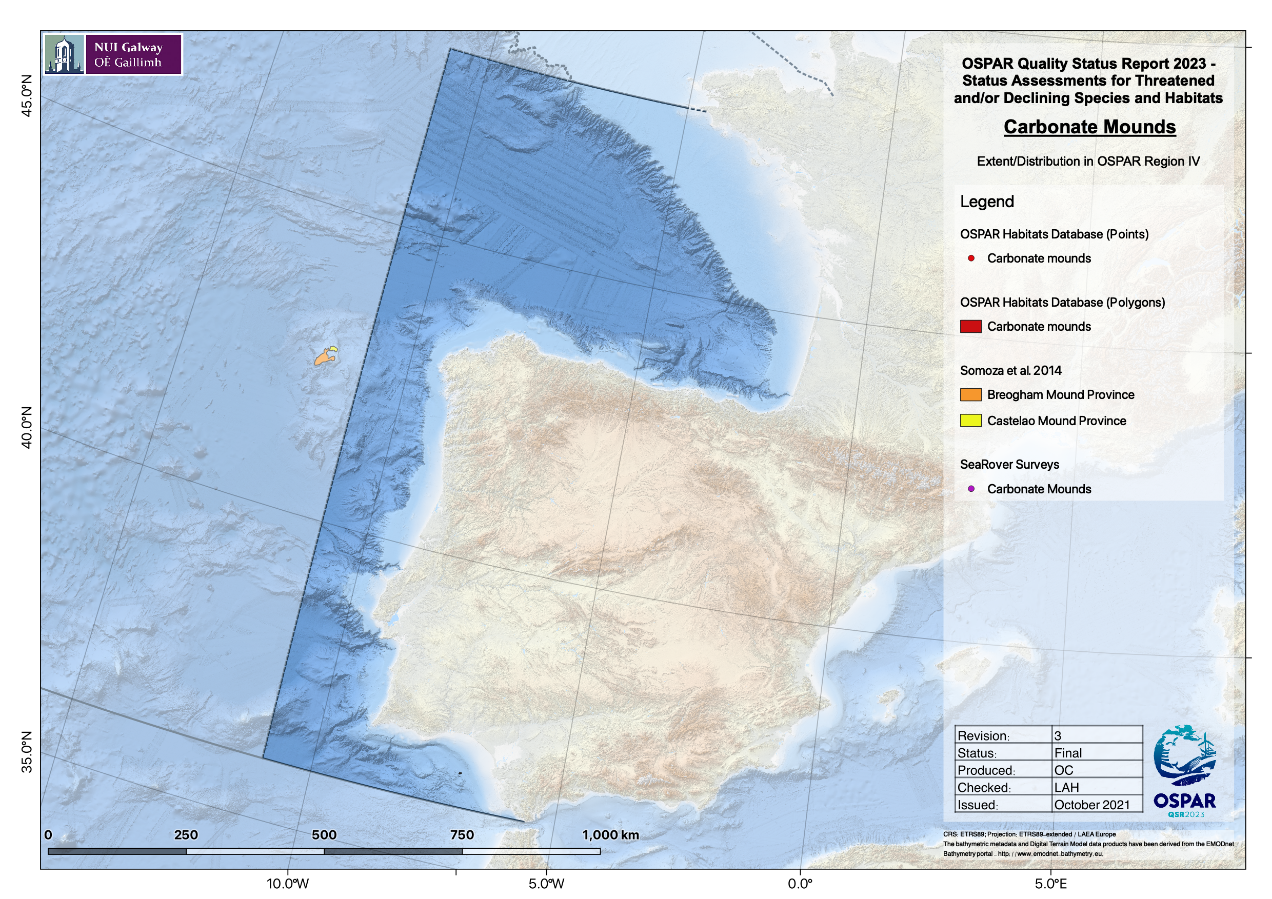 NUI Galway
OÉ Gaillimh
OSPAR Quality Status Report 2023 -
Status Assessments for Threatened
and/or Declining Species and Habitats
Carbonate Mounds
Extent/Distribution in OSPAR Region IV
Legend
OSPAR Habitats Database (Points)
Carbonate mounds
OSPAR Habitats Database (Polygons)
Carbonate mounds
Somoza et al. 2014
Breogham Mound Province
Castelao Mound Province
SeaRover Surveys
Carbonate Mounds
45.0°N
40.0°N
35.0°N
Revision: 3
Status: Final
Produced: OC
Checked: LAH
Issued: October 2021
OSPAR
QSR2023
0 250 500 750 1,000 km
CRS: ETRS89; Projection: ETRS89-extended / LAEA Europe
The bathymetric metadata and Digital Terrain Model data products have been derived from the EMODnet
Bathymetry portal - http://www.emodnet-bathymetry.eu.
10.0°W 5.0°W 0.0° 5.0°E